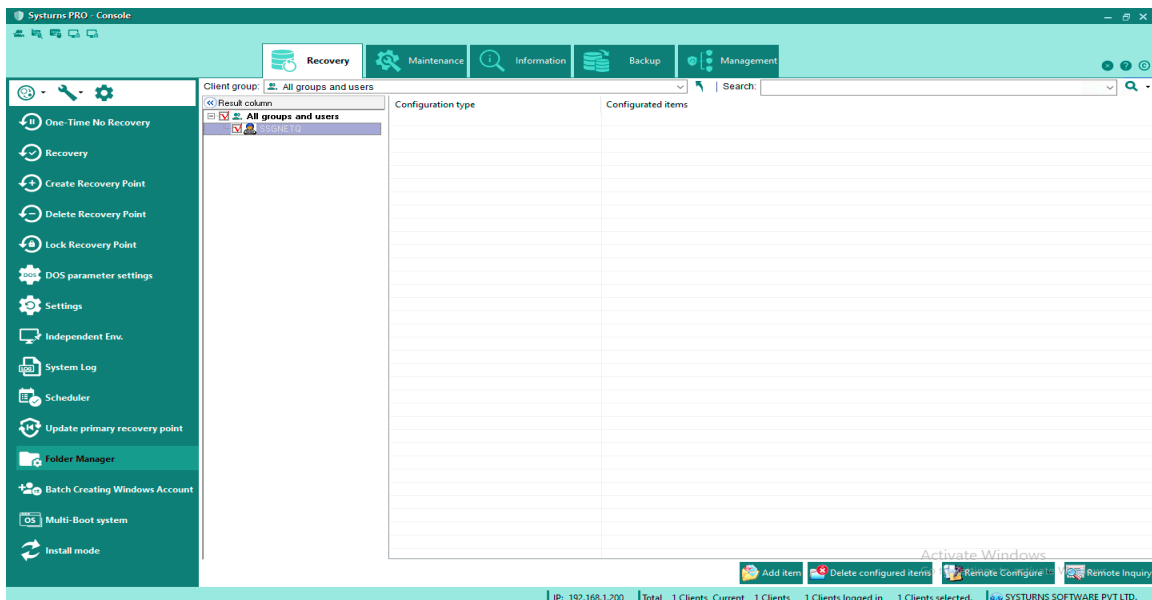 Systurns PRO - Console
Recovery
Maintenance
Information
Backup
Management
Client group:
All groups and users
Search:
Result column
Configuration type
Configurated items
All groups and users
SSGNETQ
One-Time No Recovery
Recovery
Create Recovery Point
Delete Recovery Point
Lock Recovery Point
DOS
DOS parameter settings
Settings
Independent Env.
LOG
System Log
Scheduler
Update primary recovery point
Folder Manager
Batch Creating Windows Account
OS
Multi-Boot system
Install mode
Activate Windows
Add item
Delete configured items
Remote Configure
Remote Inquiry
IP: 192.168.1.200
Total 1 Clients, Current 1 Clients
1 Clients logged in
1 Clients selected.
SYSTURNS SOFTWARE PVT LTD.